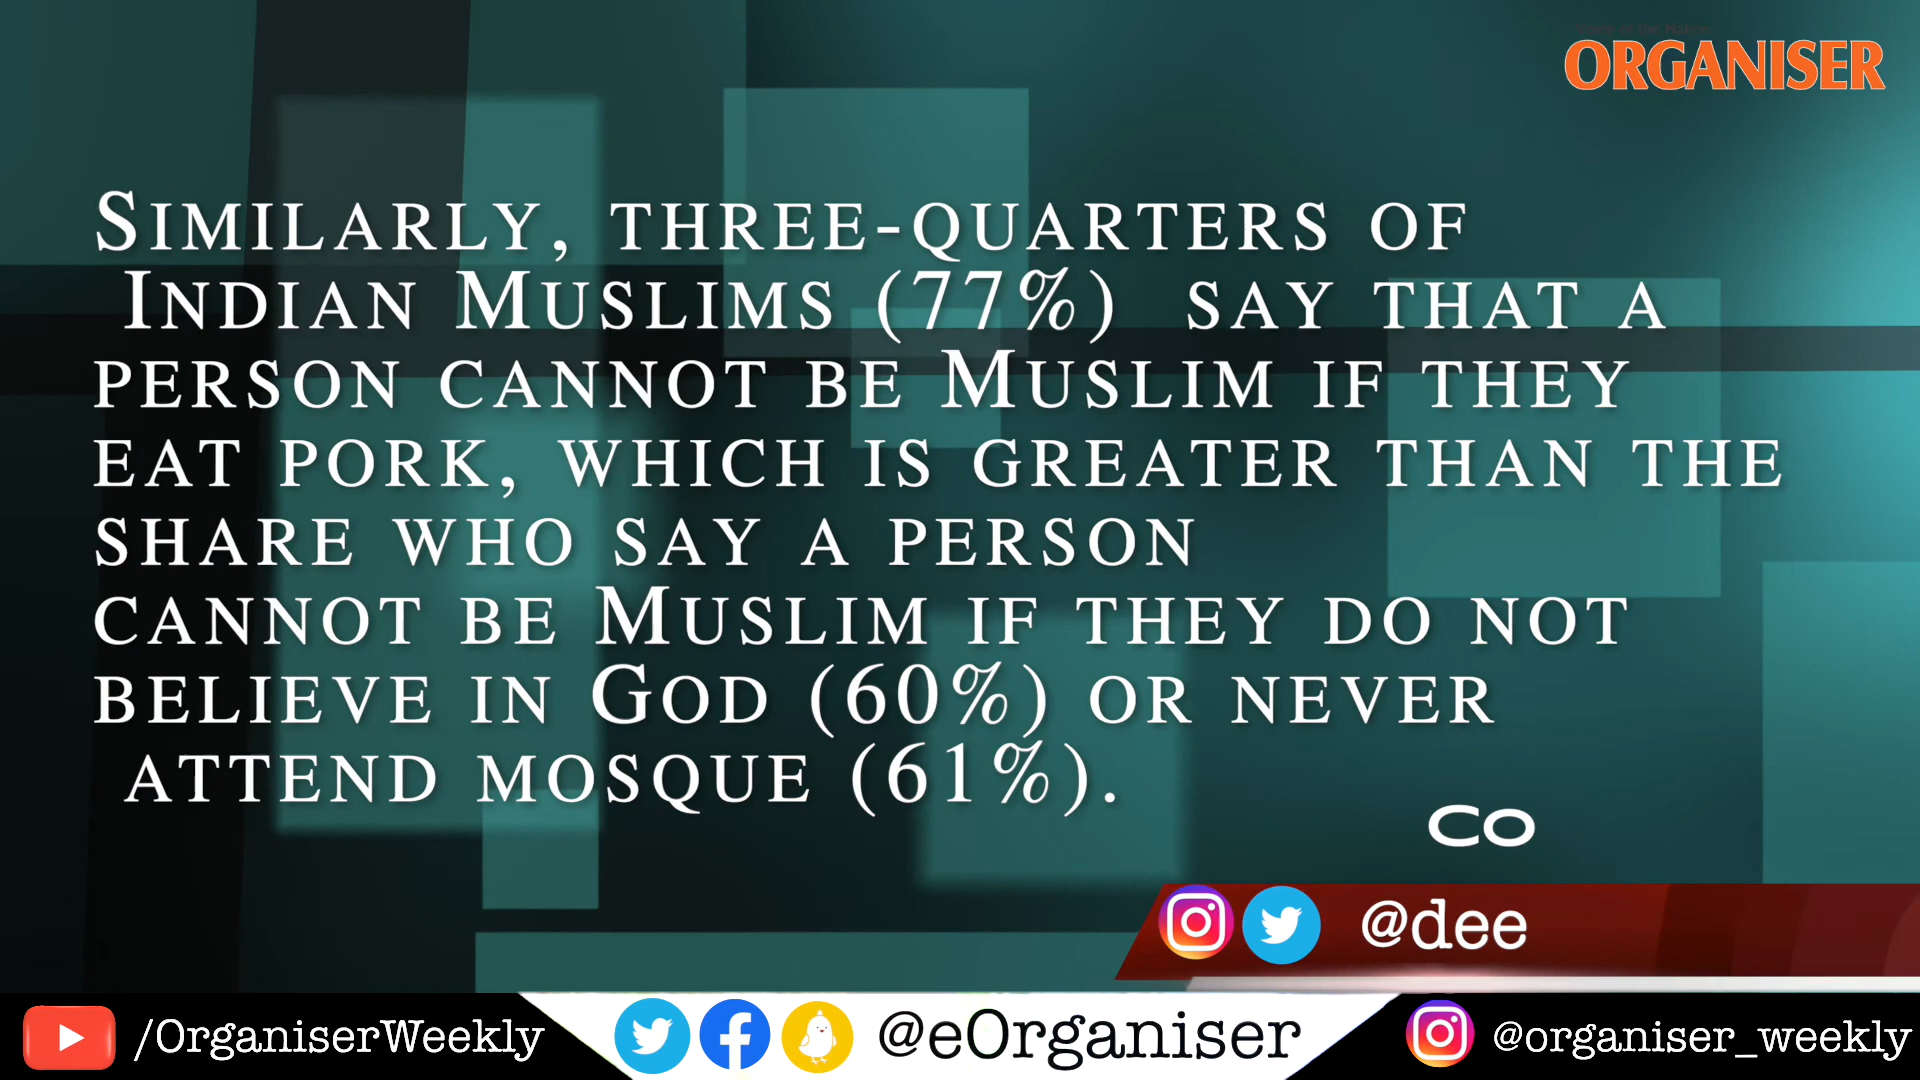 ORGANISER
Similarly, three-quarters of
Indian Muslims (77%) say that a
person cannot be Muslim if they
eat pork, which is greater than the
share who say a person
cannot be Muslim if they do not
believe in God (60%) or never
attend mosque (61%).
CO
@dee
/OrganiserWeekly
@eOrganiser
@organiser_weekly